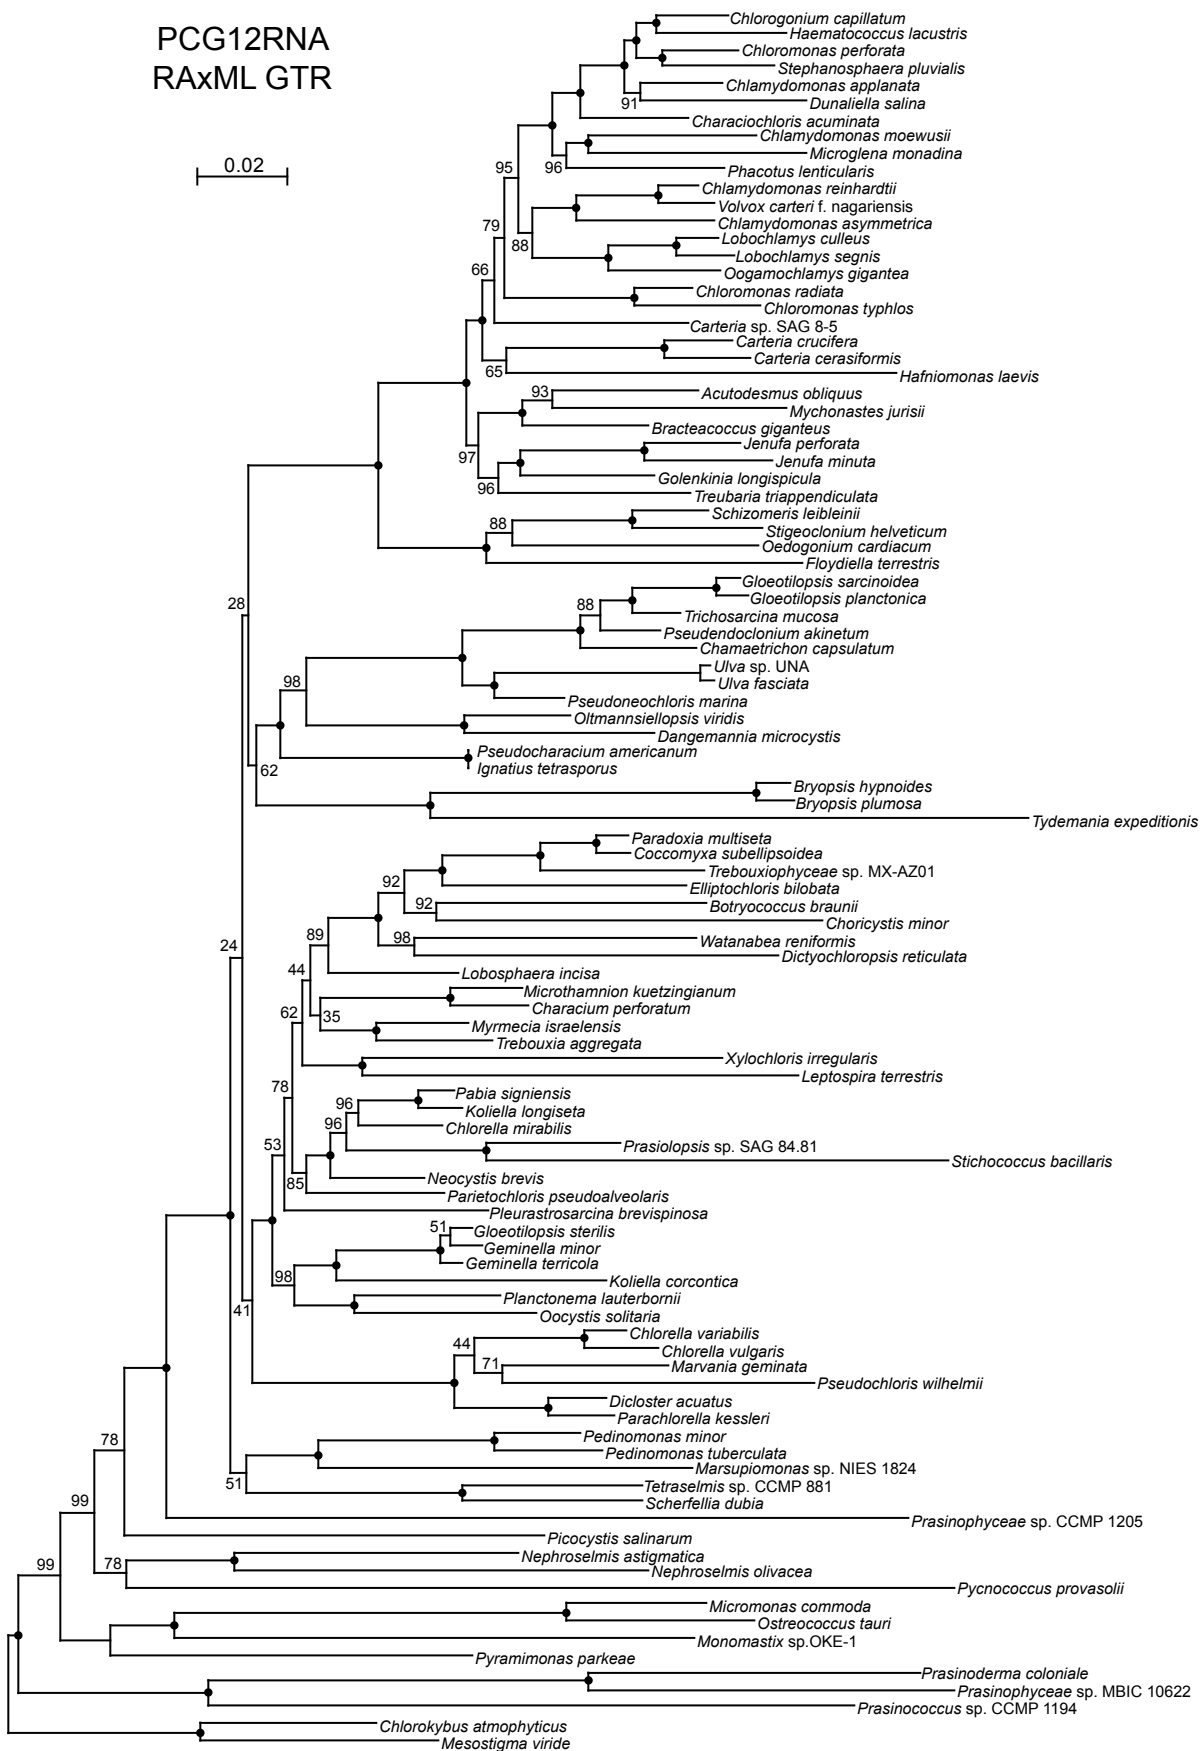 PCG12RNA
RAxML GTR
0.02
Chlorogonium capillatum
Haematococcus lacustris
Chloromonas perforata
Stephanosphaera pluvialis
Chlamydomonas applanata
91
Dunaliella salina
Characiochloris acuminata
Chlamydomonas moewusii
Microglena monadina
95
96
Phacotus lenticularis
Chlamydomonas reinhardtii
Volvox carteri f. nagariensis
79
Chlamydomonas asymmetrica
88
Lobochlamys culleus
Lobochlamys segnis
66
Oogamochlamys gigantea
Chloromonas radiata
Chloromonas typhlos
Carteria sp. SAG 8-5
Carteria crucifera
Carteria cerasiformis
65
Hafniomonas laevis
93
Acutodesmus obliquus
Mychonastes jurisii
Bracteacoccus giganteus
Jenufa perforata
97
Jenufa minuta
Golenkinia longispicula
96
Treubaria triappendiculata
Schizomeris leibleinii
88
Stigeoclonium helveticum
Oedogonium cardiacum
Floydiella terrestris
Gloeotilopsis sarcinoidea
28
88
Gloeotilopsis planctonica
Trichosarcina mucosa
Pseudendoclonium akinetum
Chamaetrichon capsulatum
Ulva sp. UNA
98
Ulva fasciata
Pseudoneochloris marina
Oltmannsiellopsis viridis
Dangemannia microcystis
Pseudocharacium americanum
62
Ignatius tetrasporus
Bryopsis hypnoides
Bryopsis plumosa
Tydemania expeditionis
Paradoxia multiseta
Coccomyxa subellipsoidea
Trebouxiophyceae sp. MX-AZ01
92
Elliptochloris bilobata
92
Botryococcus braunii
Choricystis minor
24
89
98
Watanabea reniformis
Dictyochloropsis reticulata
44
Lobosphaera incisa
Microthamnion kuetzingianum
62
35
Characium perforatum
Myrmecia israelensis
Trebouxia aggregata
Xylochloris irregularis
Leptospira terrestris
78
Pabia signiensis
96
Koliella longiseta
96
Chlorella mirabilis
53
Prasiolopsis sp. SAG 84.81
Stichococcus bacillaris
85
Neocystis brevis
Parietochloris pseudoalveolaris
Pleurastrosarcina brevispinosa
51
Gloeotilopsis sterilis
Geminella minor
Geminella terricola
98
Koliella corcontica
41
Planctonema lauterbornii
Oocystis solitaria
44
Chlorella variabilis
Chlorella vulgaris
71
Marvania geminata
Pseudochloris wilhelmii
Dicloster acuatus
Parachlorella kessleri
78
Pedinomonas minor
Pedinomonas tuberculata
51
Marsupiomonas sp. NIES 1824
Tetraselmis sp. CCMP 881
99
Scherfellia dubia
Prasinophyceae sp. CCMP 1205
Picocystis salinarum
99
78
Nephroselmis astigmatica
Nephroselmis olivacea
Pycnococcus provasolii
Micromonas commoda
Ostreococcus tauri
Monomastix sp.OKE-1
Pyramimonas parkeae
Prasinoderma coloniale
Prasinophyceae sp. MBIC 10622
Prasinococcus sp. CCMP 1194
Chlorokybus atmophyticus
Mesostigma viride